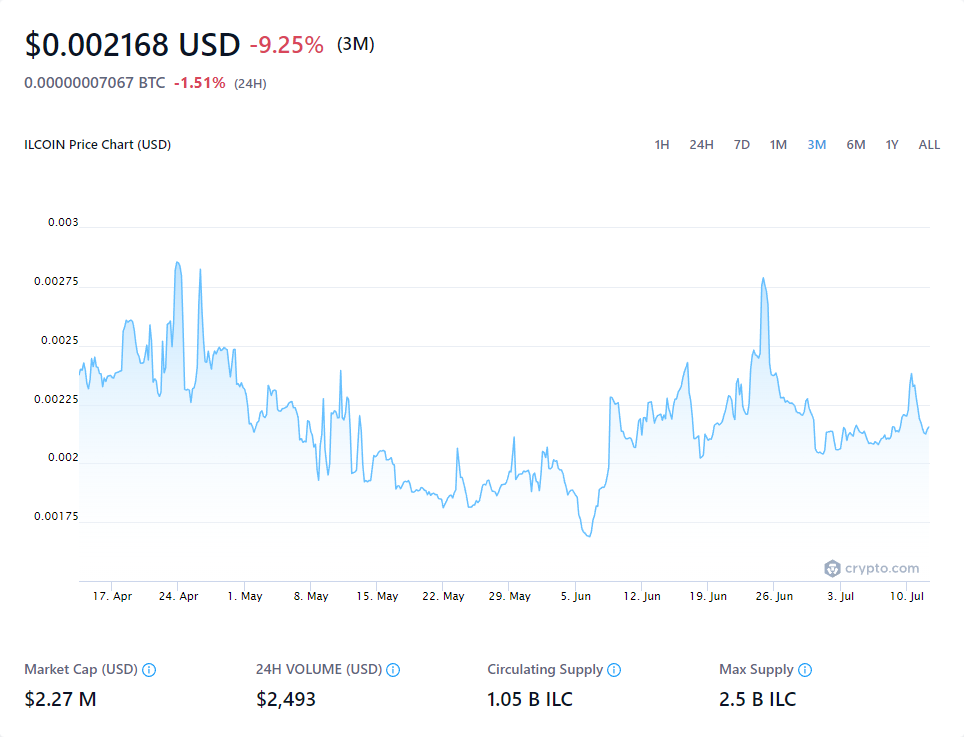 $0.002168 USD -9.25% (3M)
0.00000007067 BTC -1.51% (24H)
ILCOIN Price Chart (USD) 1H 24H 7D 1M 3M 6M 1Y ALL
0.003
0.00275
0.0025
0.00225
0.002
0.00175
crypto.com
17. Apr 24. Apr 1. May 8. May 15. May 22. May 29. May 5. Jun 12. Jun 19. Jun 26. Jun 3. Jul 10. Jul
Market Cap (USD) 24H VOLUME (USD) Circulating Supply Max Supply
$2.27 M $2,493 1.05 B ILC 2.5 B ILC